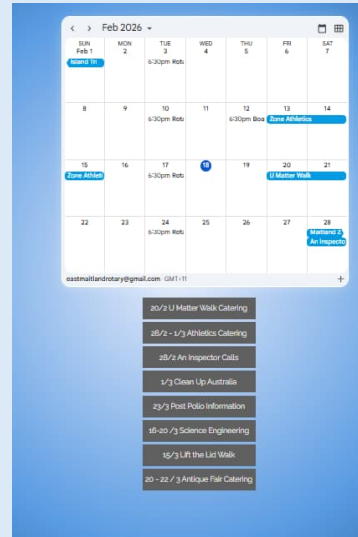 Feb 2026
SUN MON TUE WED THU FRI SAT
Feb 1 2 3 4 5 6 7
Island Tri 6:30pm Rota
8 9 10 11 12 13 14
6:30pm Rota 6:30pm Boa Zone Athletics
15 16 17 18 19 20 21
Zone Athleti 6:30pm Rota U Matter Walk
22 23 24 25 26 27 28
6:30pm Rota Maitland Z
An Inspecto
eastmaitlandrotary@gmail.com GMT+11
20/2 U Matter Walk Catering
28/2 - 1/3 Athletics Catering
28/2 An Inspector Calls
1/3 Clean Up Australia
23/3 Post Polio Information
16-20 /3 Science Engineering
15/3 Lift the Lid Walk
20 - 22 / 3 Antique Fair Catering